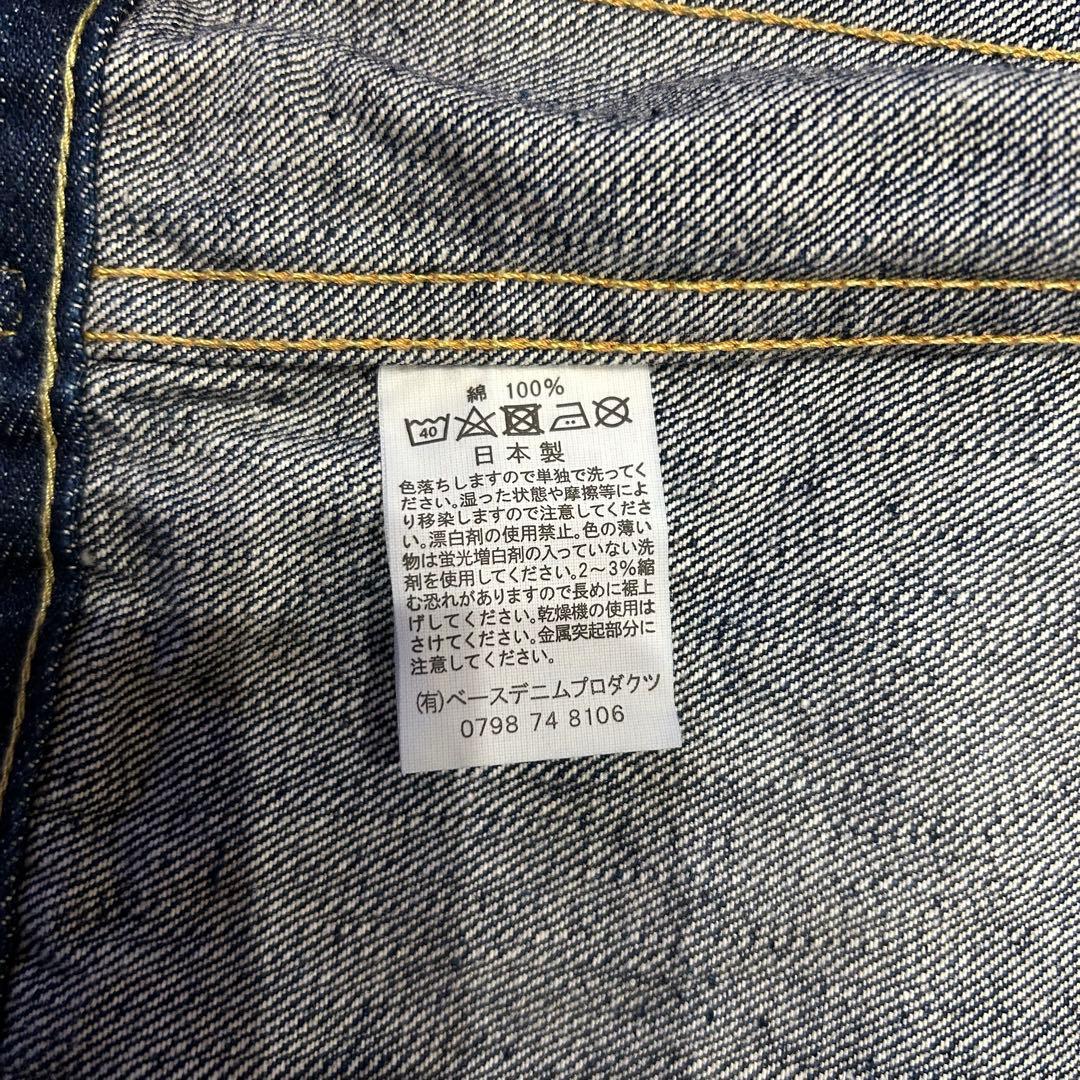 綿 100%
40
日本製
色落ちしますので単独で洗ってく
ださい。湿った状態や摩擦等によ
り移染しますので注意してくださ
い。漂白剤の使用禁止。色の薄い
物は蛍光増白剤の入っていない洗
剤を使用してください。2〜3%縮
む恐れがありますので長めに裾上
げしてください。乾燥機の使用は
さけてください。金属突起部分に
注意してください。
(有)ベースデニムプロダクツ
0798 74 8106